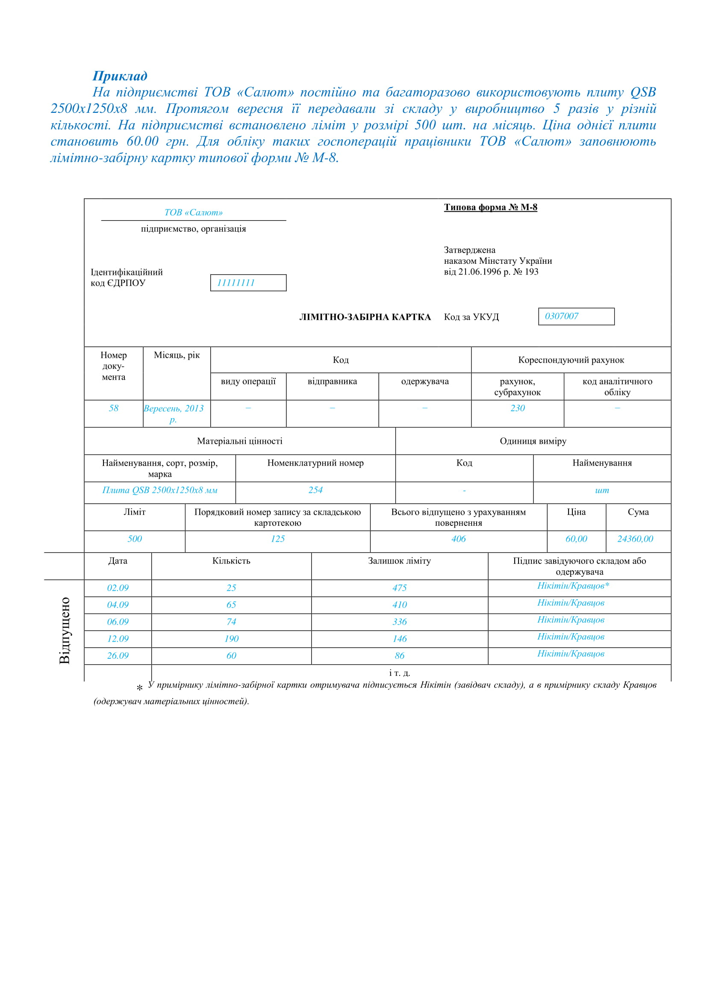 Приклад
На підприємстві ТОВ «Салют» постійно та багаторазово використовують плиту QSB
2500х1250х8 мм. Протягом вересня її передавали зі складу у виробництво 5 разів у різній
кількості. На підприємстві встановлено ліміт у розмірі 500 шт. на місяць. Ціна однієї плити
становить 60.00 грн. Для обліку таких госпоперацій працівники ТОВ «Салют» заповнюють
лімітно-забірну картку типової форми № М-8.
ТОВ «Салют»
підприємство, організація
Типова форма № М-8
Затверджена
наказом Мінстату України
від 21.06.1996 р. № 193
Ідентифікаційний
код ЄДРПОУ
11111111
ЛІМІТНО-ЗАБІРНА КАРТКА Код за УКУД 0307007
Номер
доку-
мента
Місяць, рік
Код
Кореспондуючий рахунок
виду операції
відправника
одержувача
рахунок,
субрахунок
код аналітичного
обліку
58
Вересень, 2013
р.
– – – 230 –
Матеріальні цінності Одиниця виміру
Найменування, сорт, розмір,
марка
Номенклатурний номер
Код
Найменування
Плита QSB 2500х1250х8 мм 254 - шт
Ліміт
Порядковий номер запису за складською
картотекою
Всього відпущено з урахуванням
повернення
Ціна
Сума
500 125 406 60,00 24360,00
Дата
Кількість
Залишок ліміту
Підпис завідуючого складом або
одержувача
Відпущено
02.09 25 475 Нікітін/Кравцов*
04.09 65 410 Нікітін/Кравцов
06.09 74 336 Нікітін/Кравцов
12.09 190 146 Нікітін/Кравцов
26.09 60 86 Нікітін/Кравцов
і т. д.
* У примірнику лімітно-забірної картки отримувача підписується Нікітін (завідвач складу), а в примірнику складу Кравцов
(одержувач матеріальних цінностей).